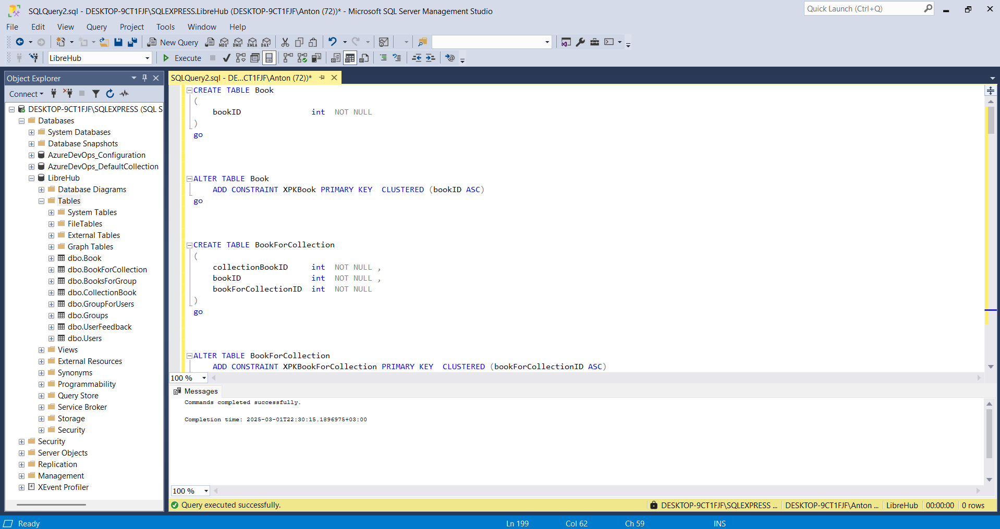 SQLQuery2.sql - DESKTOP-9CT1FJF\SQLEXPRESS.LibreHub (DESKTOP-9CT1FJF\Anton (72))* - Microsoft SQL Server Management Studio
Quick Launch (Ctrl+Q)
File Edit View Query Project Tools Window Help
New Query MDX DMX XMLA DAX
LibreHub Execute
Object Explorer
Connect
DESKTOP-9CT1FJF\SQLEXPRESS (SQL S
Databases
System Databases
Database Snapshots
AzureDevOps_Configuration
AzureDevOps_DefaultCollection
LibreHub
Database Diagrams
Tables
System Tables
FileTables
External Tables
Graph Tables
dbo.Book
dbo.BookForCollection
dbo.BooksForGroup
dbo.CollectionBook
dbo.GroupForUsers
dbo.Groups
dbo.UserFeedback
dbo.Users
Views
External Resources
Synonyms
Programmability
Query Store
Service Broker
Storage
Security
Security
Server Objects
Replication
Management
XEvent Profiler
SQLQuery2.sql - DE...CT1FJF\Anton (72))*
CREATE TABLE Book
(
bookID int NOT NULL
)
go
ALTER TABLE Book
ADD CONSTRAINT XPKBook PRIMARY KEY CLUSTERED (bookID ASC)
go
CREATE TABLE BookForCollection
(
collectionBookID int NOT NULL ,
bookID int NOT NULL ,
bookForCollectionID int NOT NULL
)
go
ALTER TABLE BookForCollection
ADD CONSTRAINT XPKBookForCollection PRIMARY KEY CLUSTERED (bookForCollectionID ASC)
100 %
Messages
Commands completed successfully.
Completion time: 2025-03-01T22:30:15.1896975+03:00
100 %
Query executed successfully. DESKTOP-9CT1FJF\SQLEXPRESS ... DESKTOP-9CT1FJF\Anton ... LibreHub 00:00:00 0 rows
Ready Ln 199 Col 62 Ch 59 INS